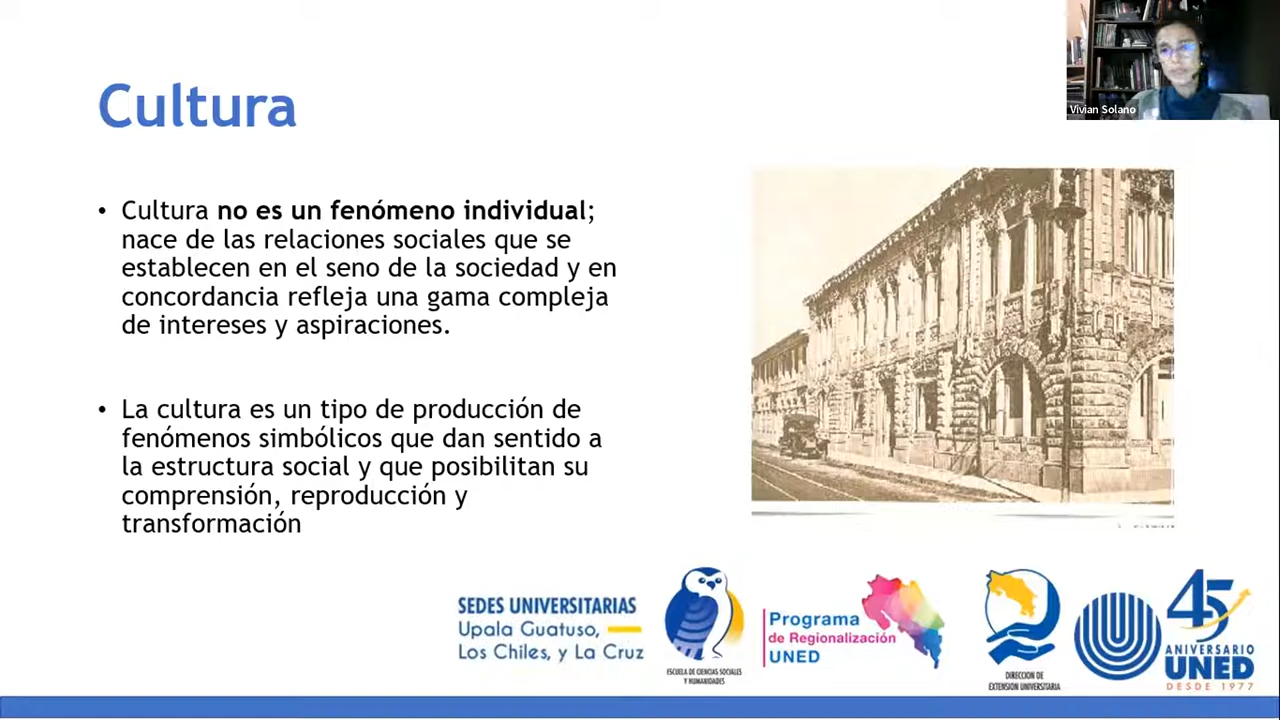 Vivian Solano
Cultura
• Cultura no es un fenómeno individual;
nace de las relaciones sociales que se
establecen en el seno de la sociedad y en
concordancia refleja una gama compleja
de intereses y aspiraciones.
• La cultura es un tipo de producción de
fenómenos simbólicos que dan sentido a
la estructura social y que posibilitan su
comprensión, reproducción y
transformación
SEDES UNIVERSITARIAS
Upala Guatuso,
Los Chiles, y La Cruz
ESCUELA DE CIENCIAS SOCIALES
Y HUMANIDADES
Programa
de Regionalización
UNED
DIRECCION DE
EXTENSION UNIVERSITARIA
45
ANIVERSARIO
UNED
DESDE 1977